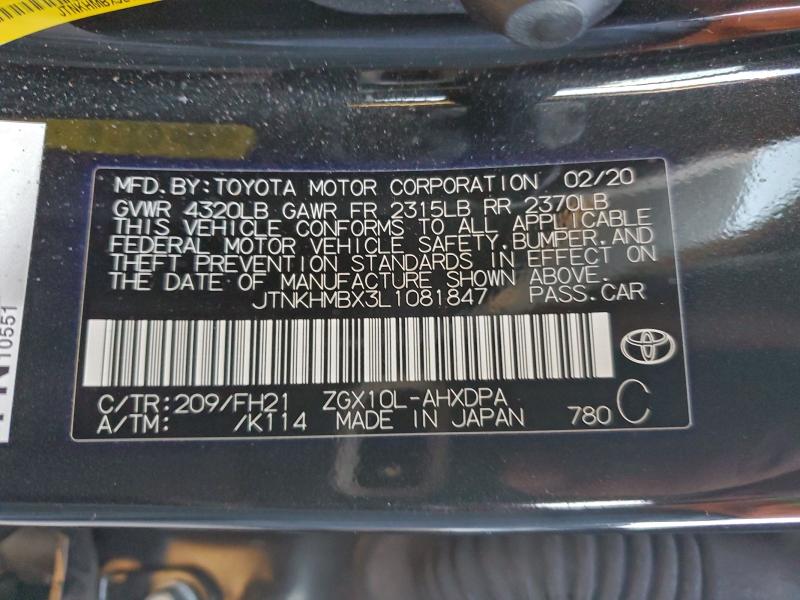 JTNKHMBX
MFD.BY:TOYOTA MOTOR CORPORATION 02/20
GVWR 4320LB GAWR FR 2315LB RR 2370LB
THIS VEHICLE CONFORMS TO ALL APPLICABLE
FEDERAL MOTOR VEHICLE SAFETY.BUMPER.AND
THEFT PREVENTION STANDARDS IN EFFECT ON
THE DATE OF MANUFACTURE SHOWN ABOVE.
JTNKHMBX3L1081847 PASS.CAR
C/TR:209/FH21 ZGX10L-AHXDPA
A/TM: /K114 MADE IN JAPAN 780 C
10551